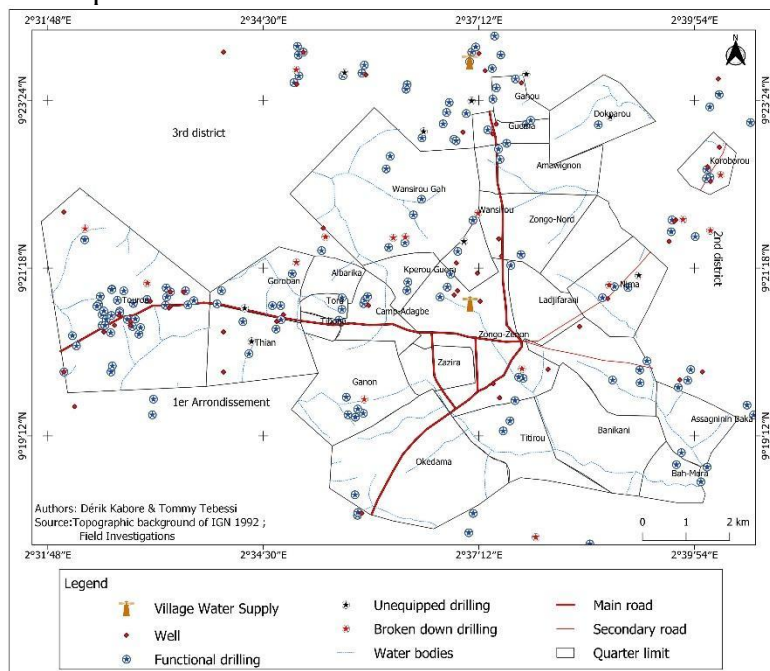 2°31'48" 2°34'30" 2°37'12" 2°39'54"
N
9°23'24" 9°23'24"
Ganou
Dokparou
3rd district
Guema
Koroborou
Amawignon
Wansirou Gah
Wansirou
Zongo-Nord
2nd district
9°21'18" 9°21'18"
Kperou Guera
Goroban
Albarika
Nima
Tourou
Ladjifarani
Camp-Adagbe
Zongo-Zenon
Thian
Zazira
Ganon
1er Arrondissement
9°19'12" 9°19'12"
Assagninin Baka
Banikani
Titirou
Okedama
Bah-Mara
Authors: Dérik Kabore & Tommy Tebessi
Source:Topographic background of IGN 1992 ;
Field Investigations
0 1 2 km
2°31'48" 2°34'30" 2°37'12" 2°39'54"
Legend
Village Water Supply
Unequipped drilling
Main road
Well
Broken down drilling
Secondary road
Functional drilling
Water bodies
Quarter limit